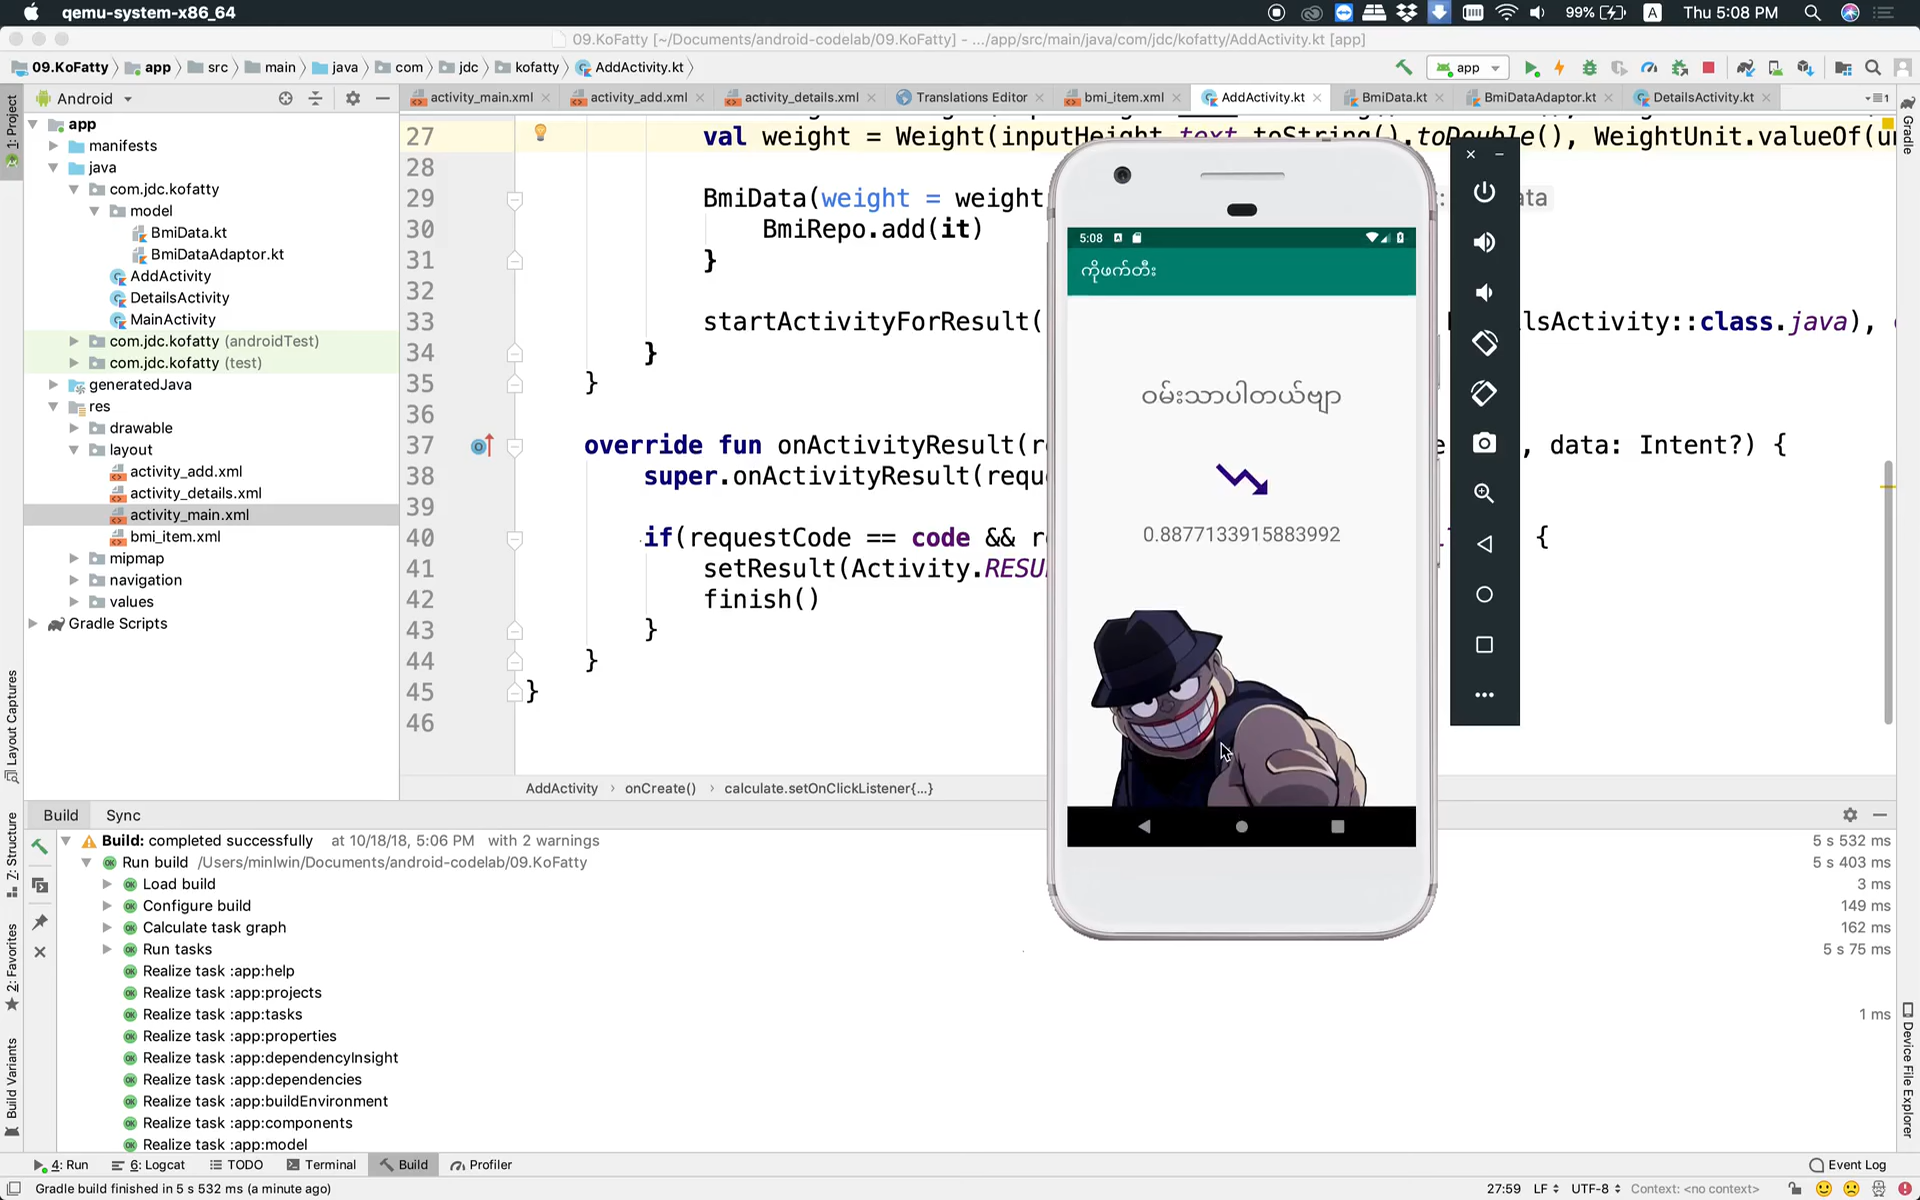 qemu-system-x86_64
99%
A
Thu 5:08 PM
09.KoFatty [~/Documents/android-codelab/09.KoFatty] - .../app/src/main/java/com/jdc/kofatty/AddActivity.kt [app]
09.KoFatty
app
src
main
java
com
jdc
kofatty
AddActivity.kt
app
Android
activity_main.xml
activity_add.xml
activity_details.xml
Translations Editor
bmi_item.xml
AddActivity.kt
BmiData.kt
BmiDataAdaptor.kt
DetailsActivity.kt
1: Project
Layout Captures
Z: Structure
2: Favorites
Build Variants
Gradle
Device File Explorer
app
manifests
java
com.jdc.kofatty
model
BmiData.kt
BmiDataAdaptor.kt
AddActivity
DetailsActivity
MainActivity
com.jdc.kofatty (androidTest)
com.jdc.kofatty (test)
generatedJava
res
drawable
layout
activity_add.xml
activity_details.xml
activity_main.xml
bmi_item.xml
mipmap
navigation
values
Gradle Scripts
27 val weight = Weight(inputHeight.text.toString().toDouble(), WeightUnit.valueOf(u
28
29 BmiData(weight = weight
30 BmiRepo.add(it)
31 }
32
33 startActivityForResult( lsActivity::class.java),
34 }
35 }
36
37 override fun onActivityResult(r , data: Intent?) {
38 super.onActivityResult(requ
39
40 if(requestCode == code && r {
41 setResult(Activity.RESU
42 finish()
43 }
44 }
45 }
46
5:08
ကိုဖက်တီး
ဝမ်းသာပါတယ်ဗျာ
0.8877133915883992
AddActivity
onCreate()
calculate.setOnClickListener{...}
Build
Sync
Build: completed successfully at 10/18/18, 5:06 PM with 2 warnings 5 s 532 ms
Run build /Users/minlwin/Documents/android-codelab/09.KoFatty 5 s 403 ms
Load build 3 ms
Configure build 149 ms
Calculate task graph 162 ms
Run tasks 5 s 75 ms
Realize task :app:help
Realize task :app:projects
Realize task :app:tasks 1 ms
Realize task :app:properties
Realize task :app:dependencyInsight
Realize task :app:dependencies
Realize task :app:buildEnvironment
Realize task :app:components
Realize task :app:model
4: Run
6: Logcat
TODO
Terminal
Build
Profiler
Event Log
Gradle build finished in 5 s 532 ms (a minute ago)
27:59
LF
UTF-8
Context: <no context>